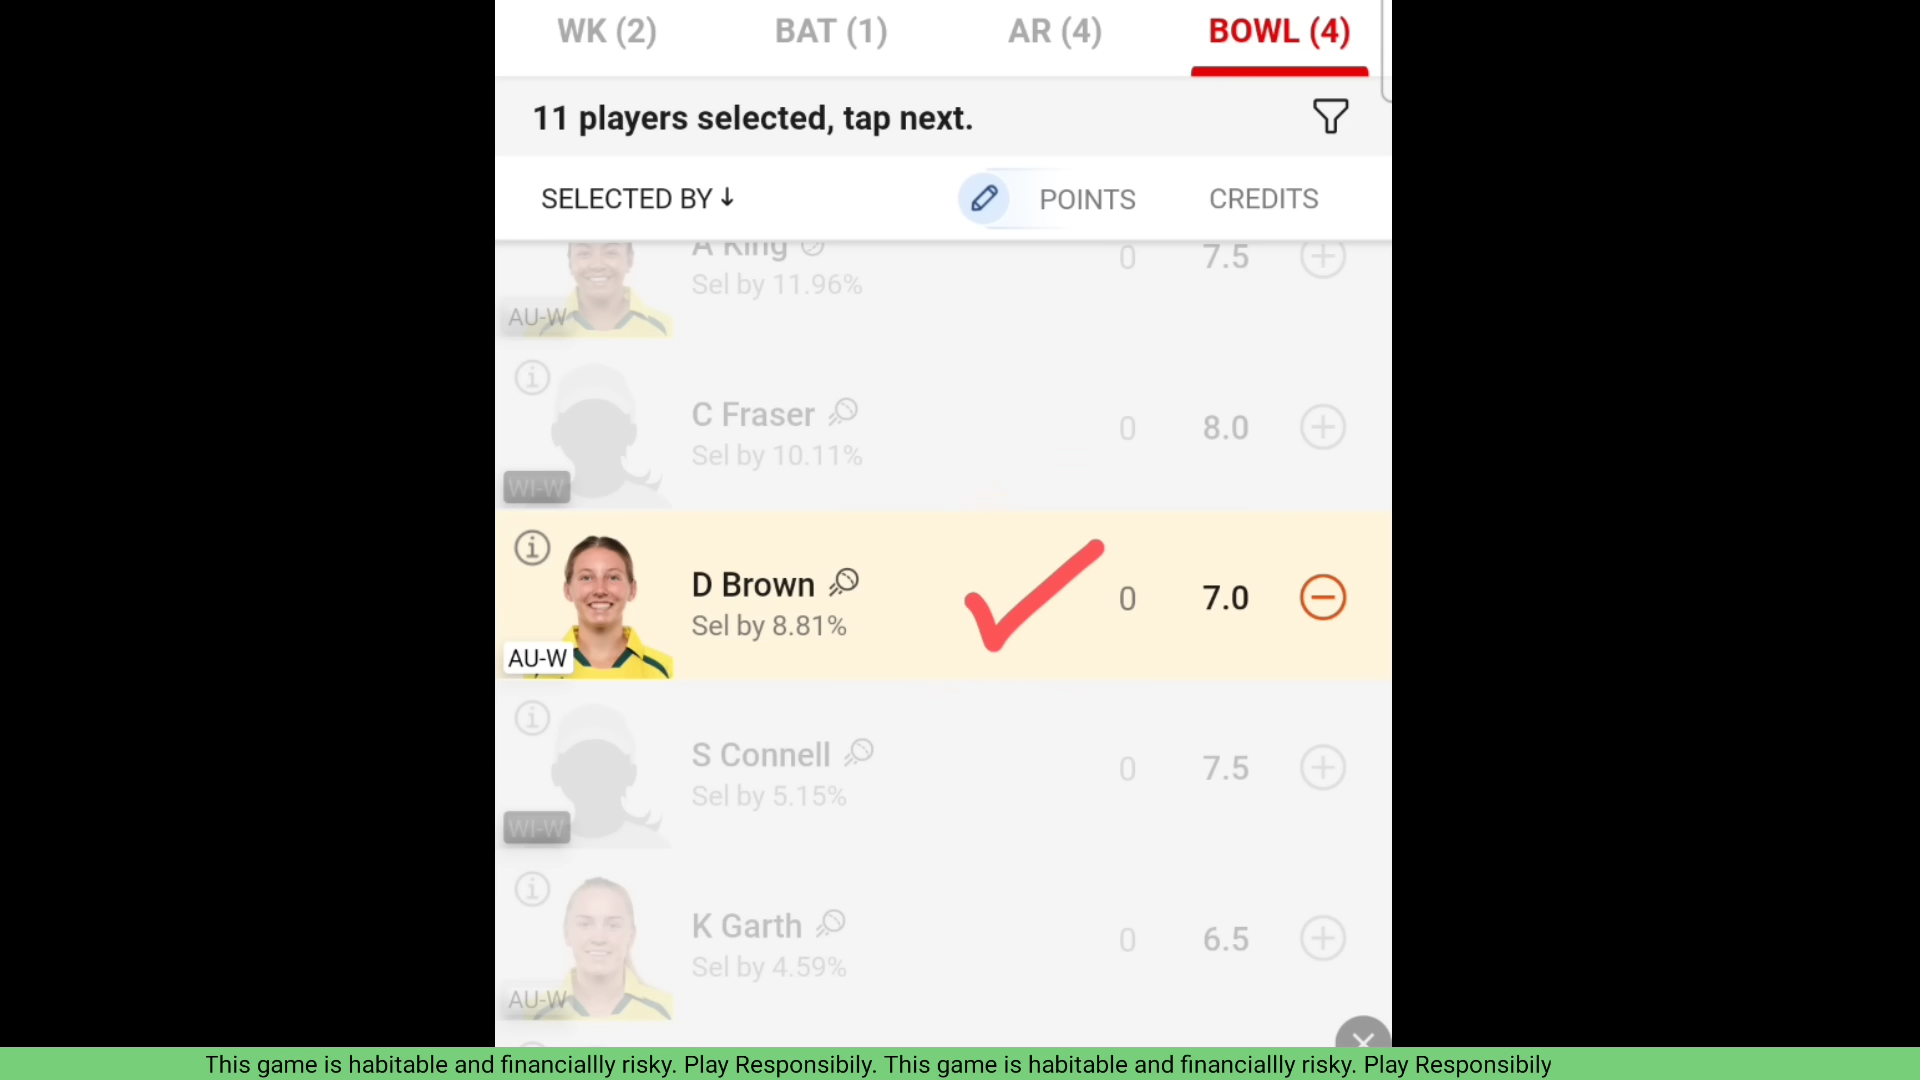 WK (2) BAT (1) AR (4) BOWL (4)
11 players selected, tap next.
SELECTED BY↓ POINTS CREDITS
A King 0 7.5
Sel by 11.96%
AU-W
C Fraser 0 8.0
Sel by 10.11%
WI-W
D Brown 0 7.0
Sel by 8.81%
AU-W
S Connell 0 7.5
Sel by 5.15%
WI-W
K Garth 0 6.5
Sel by 4.59%
AU-W
This game is habitable and financiallly risky. Play Responsibily. This game is habitable and financiallly risky. Play Responsibily